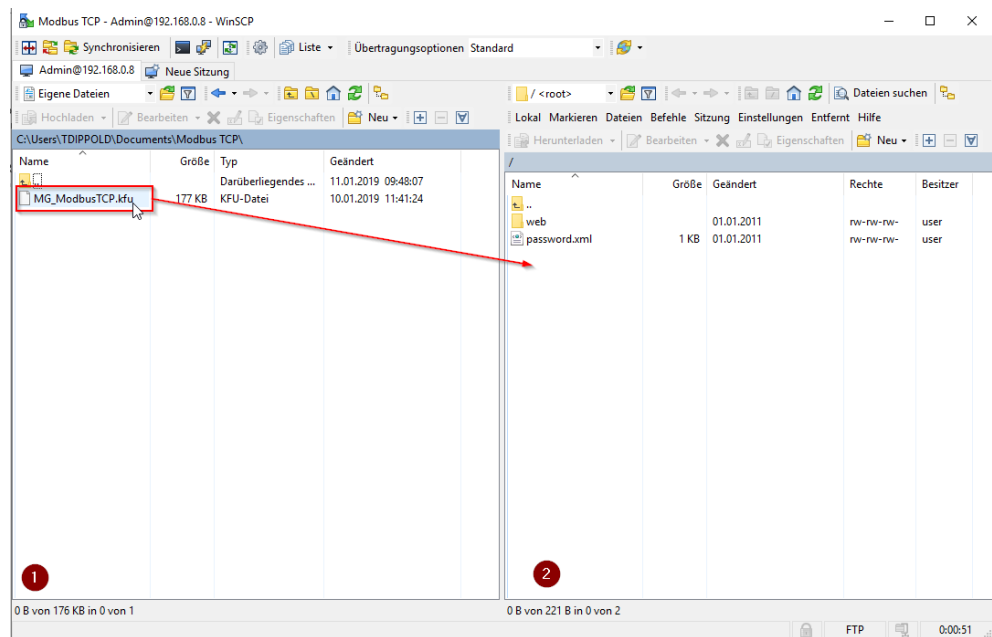 Modbus TCP - Admin@192.168.0.8 - WinSCP
Synchronisieren Liste Übertragungsoptionen Standard
Admin@192.168.0.8 Neue Sitzung
Eigene Dateien
Hochladen Bearbeiten Eigenschaften Neu
C:\Users\TDIPPOLD\Documents\Modbus TCP\
Name Größe Typ Geändert
.. Darüberliegendes ... 11.01.2019 09:48:07
MG_ModbusTCP.kfu 177 KB KFU-Datei 10.01.2019 11:41:24
1
0 B von 176 KB in 0 von 1
/ <root> Dateien suchen
Lokal Markieren Dateien Befehle Sitzung Einstellungen Entfernt Hilfe
Herunterladen Bearbeiten Eigenschaften Neu
/
Name Größe Geändert Rechte Besitzer
..
web 01.01.2011 rw-rw-rw- user
password.xml 1 KB 01.01.2011 rw-rw-rw- user
2
0 B von 221 B in 0 von 2
FTP 0:00:51